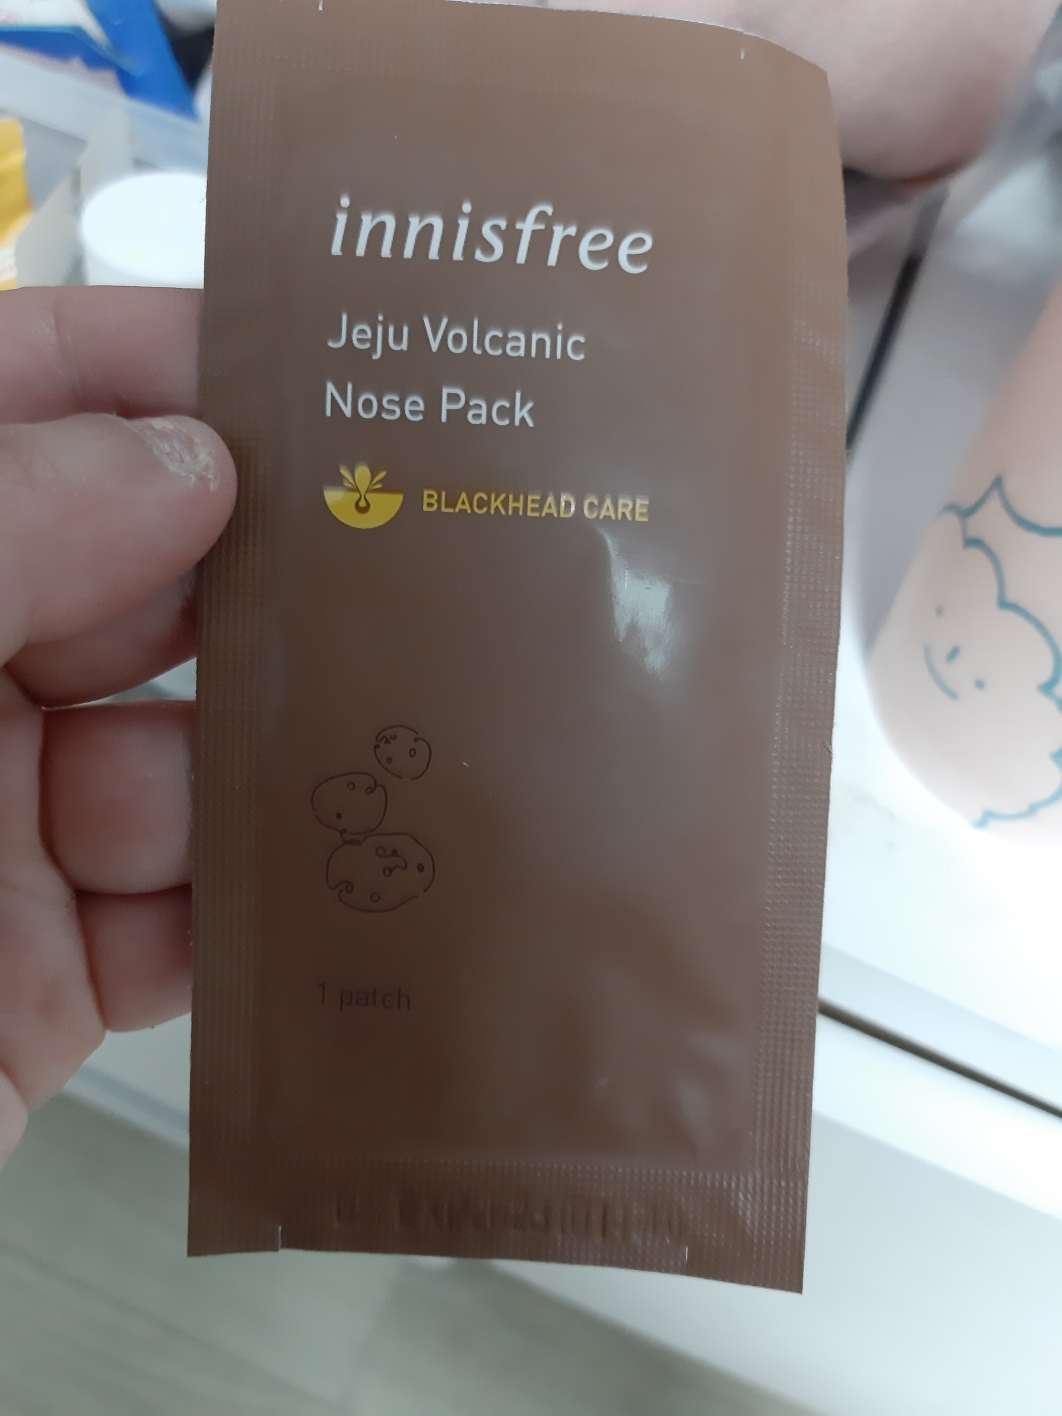 innisfree
Jeju Volcanic
Nose Pack
BLACKHEAD CARE
1 patch